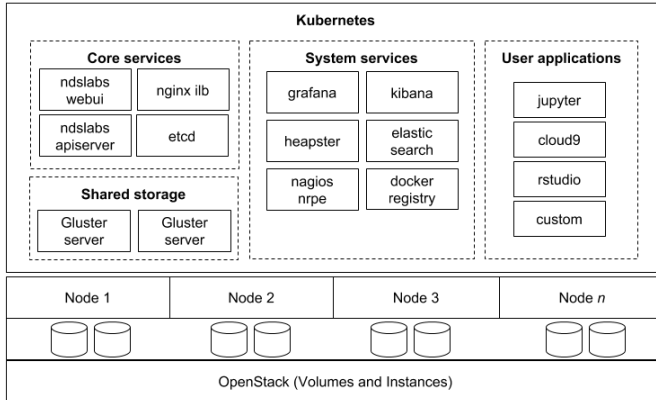 Kubernetes
Core services
ndslabs
webui
nginx ilb
ndslabs
apiserver
etcd
Shared storage
Gluster
server
Gluster
server
System services
grafana
kibana
heapster
elastic
search
nagios
nrpe
docker
registry
User applications
jupyter
cloud9
rstudio
custom
Node 1
Node 2
Node 3
Node n
OpenStack (Volumes and Instances)